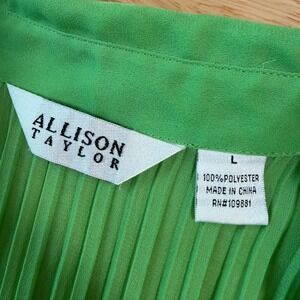 ALLISON
TAYLOR
L
100%POLYESTER
MADE IN CHINA
RN#109881